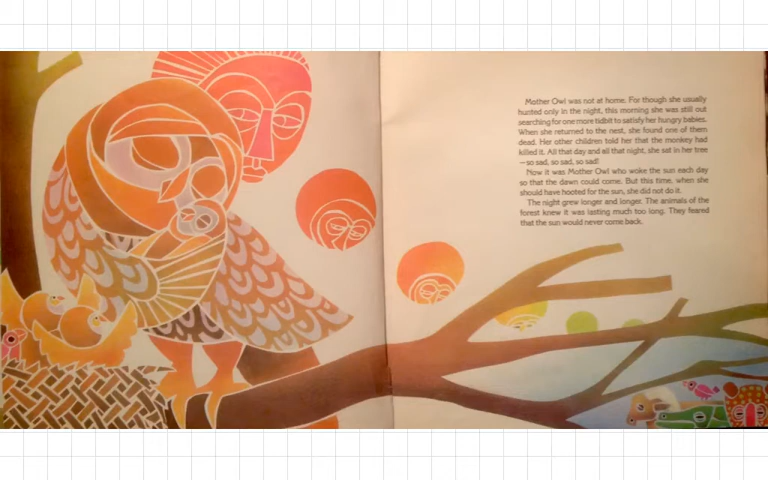 Mother Owl was not at home. For though she usually
hunted only in the night, this morning she was still out
searching for one more tidbit to satisfy her hungry babies.
When she returned to the nest, she found one of them
dead. Her other children told her that the monkey had
killed it. All that day and all that night, she sat in her tree
—so sad, so sad, so sad!
Now it was Mother Owl who woke the sun each day
so that the dawn could come. But this time, when she
should have hooted for the sun, she did not do it.
The night grew longer and longer. The animals of the
forest knew it was lasting much too long. They feared
that the sun would never come back.